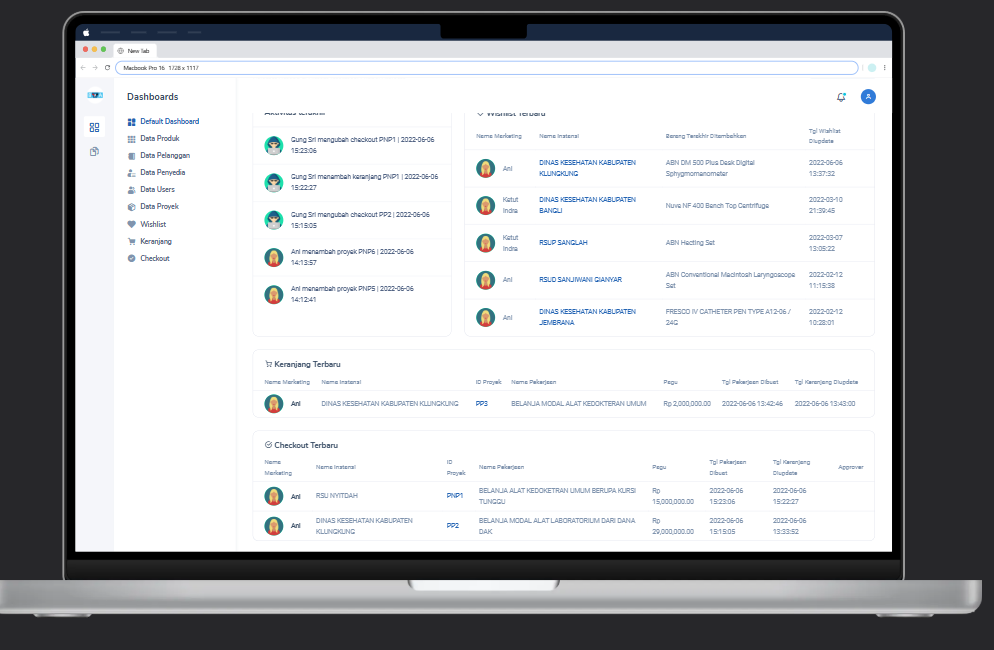 New Tab
Macbook Pro 16 1728 x 1117
Dashboards
Default Dashboard
Data Produk
Data Pelanggan
Data Penyedia
Data Users
Data Proyek
Wishlist
Keranjang
Checkout
Aktivitas Terakhir
Gung Sri mengubah checkout PNP1 | 2022-06-06
15:23:06
Gung Sri menambah keranjang PNP1 | 2022-06-06
15:22:27
Gung Sri mengubah checkout PP2 | 2022-06-06
15:15:05
Ani menambah proyek PNP6 | 2022-06-06
14:13:57
Ani menambah proyek PNP5 | 2022-06-06
14:12:41
Wishlist Terbaru
Nama Marketing Nama Instansi Barang Terakhir Ditambahkan Tgl Wishlist
Diupdate
Ani DINAS KESEHATAN KABUPATEN
KLUNGKUNG ABN DM 500 Plus Desk Digital
Sphygmomanometer 2022-06-06
13:37:32
Ketut
Indra DINAS KESEHATAN KABUPATEN
BANGLI Nuve NF 400 Bench Top Centrifuge 2022-03-10
21:39:45
Ketut
Indra RSUP SANGLAH ABN Hecting Set 2022-03-07
13:05:22
Ani RSUD SANJIWANI GIANYAR ABN Conventional Macintosh Laryngoscope
Set 2022-02-12
11:15:38
Ani DINAS KESEHATAN KABUPATEN
JEMBRANA FRESCO IV CATHETER PEN TYPE A12-06 /
24G 2022-02-12
10:28:01
Keranjang Terbaru
Nama Marketing Nama Instansi ID Proyek Nama Pekerjaan Pagu Tgl Pekerjaan Dibuat Tgl Keranjang Diupdate
Ani DINAS KESEHATAN KABUPATEN KLUNGKUNG PP3 BELANJA MODAL ALAT KEDOKTERAN UMUM Rp 2,000,000.00 2022-06-06 13:42:46 2022-06-06 13:43:00
Checkout Terbaru
Nama
Marketing Nama Instansi ID
Proyek Nama Pekerjaan Pagu Tgl Pekerjaan
Dibuat Tgl Keranjang
Diupdate Approver
Ani RSU NYITDAH PNP1 BELANJA ALAT KEDOKETRAN UMUM BERUPA KURSI
TUNGGU Rp
15,000,000.00 2022-06-06
15:23:06 2022-06-06
15:22:27
Ani DINAS KESEHATAN KABUPATEN
KLUNGKUNG PP2 BELANJA MODAL ALAT LABORATORIUM DARI DANA
DAK Rp
29,000,000.00 2022-06-06
15:15:05 2022-06-06
13:33:52